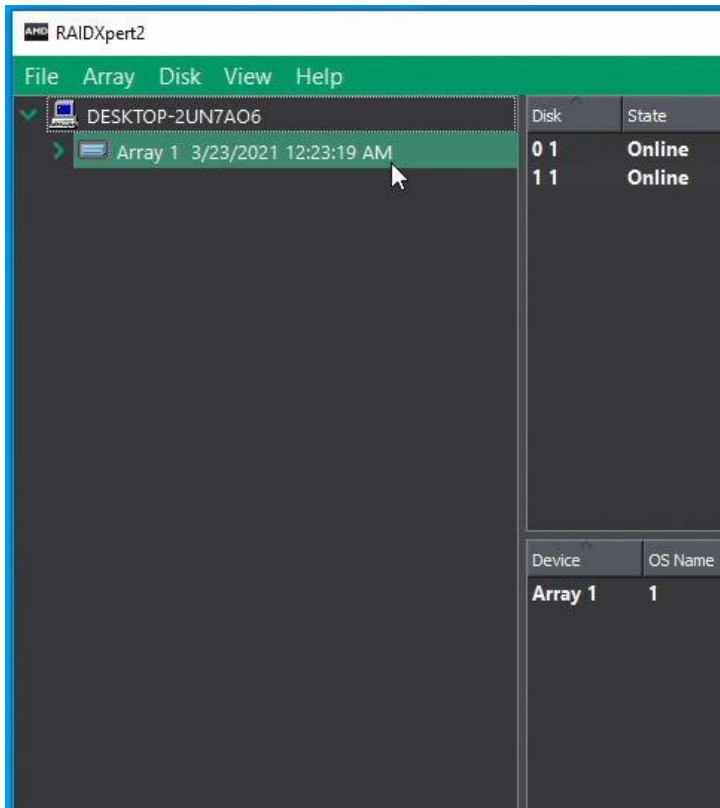 AMD RAIDXpert2
File Array Disk View Help
DESKTOP-2UN7AO6
Array 1 3/23/2021 12:23:19 AM
Disk State
0 1 Online
1 1 Online
Device OS Name
Array 1 1